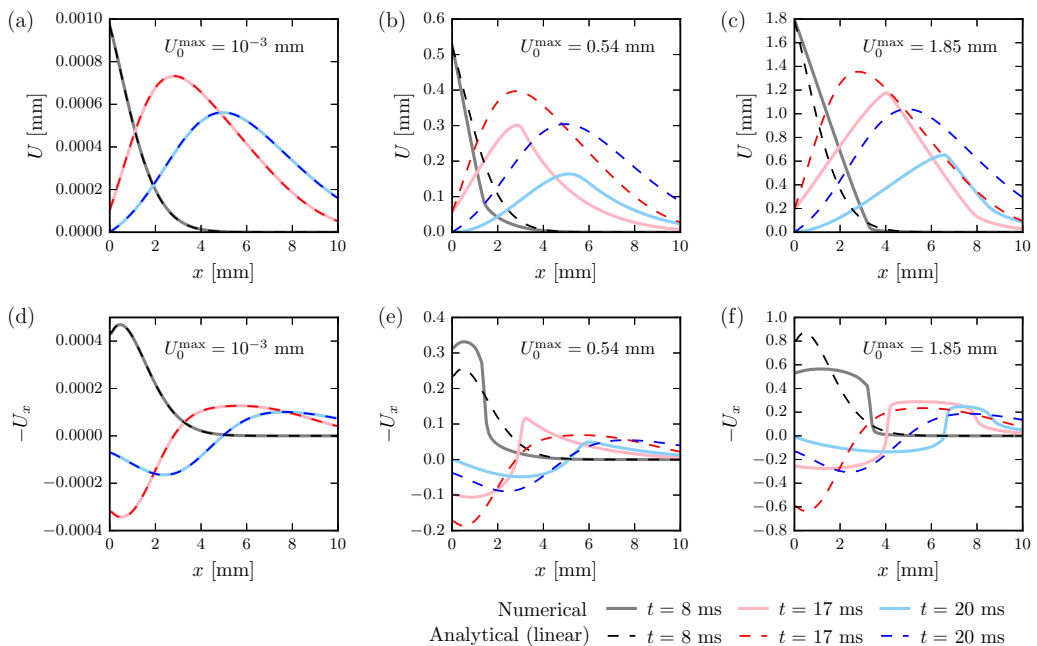 (a)
U_0^max = 10^−3 mm
0.0010
0.0008
0.0006
0.0004
0.0002
0.0000
U [mm]
0 2 4 6 8 10
x [mm]
(b)
U_0^max = 0.54 mm
0.6
0.5
0.4
0.3
0.2
0.1
0.0
U [mm]
0 2 4 6 8 10
x [mm]
(c)
U_0^max = 1.85 mm
1.8
1.6
1.4
1.2
1.0
0.8
0.6
0.4
0.2
0.0
U [mm]
0 2 4 6 8 10
x [mm]
(d)
U_0^max = 10^−3 mm
0.0004
0.0002
0.0000
−0.0002
−0.0004
−U_x
0 2 4 6 8 10
x [mm]
(e)
U_0^max = 0.54 mm
0.4
0.3
0.2
0.1
0.0
−0.1
−0.2
−U_x
0 2 4 6 8 10
x [mm]
(f)
U_0^max = 1.85 mm
1.0
0.8
0.6
0.4
0.2
0.0
−0.2
−0.4
−0.6
−0.8
−U_x
0 2 4 6 8 10
x [mm]
Numerical t = 8 ms t = 17 ms t = 20 ms
Analytical (linear) t = 8 ms t = 17 ms t = 20 ms